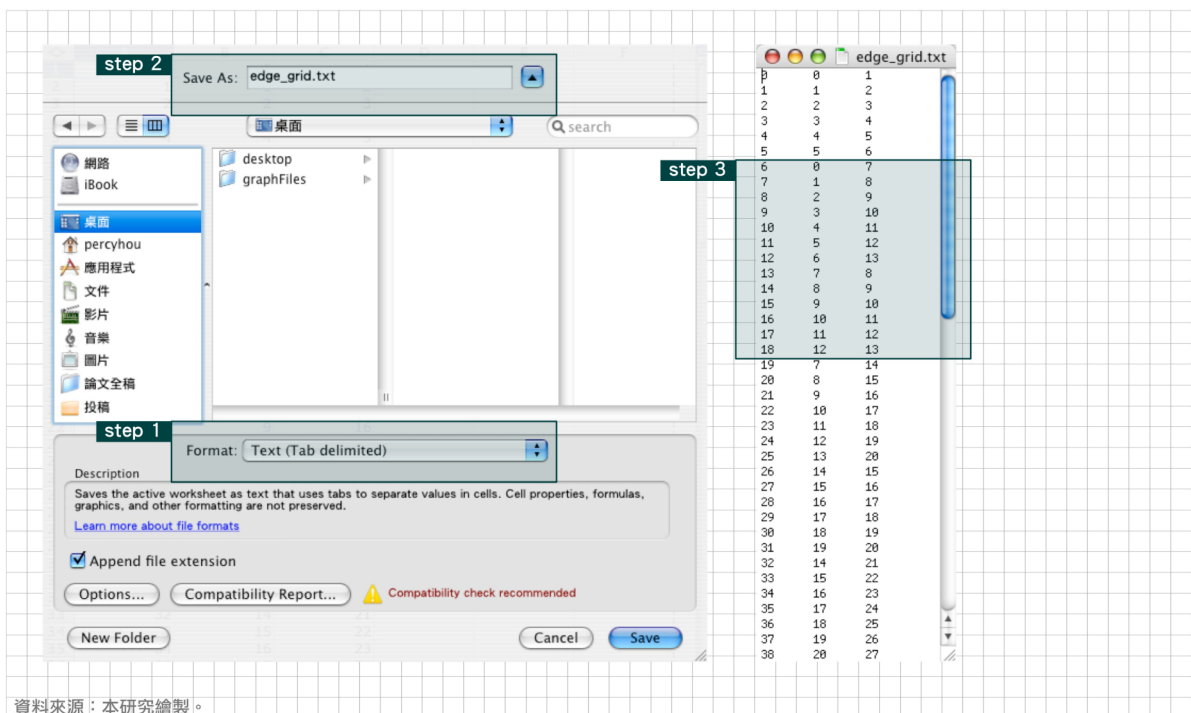 step 2
Save As: edge_grid.txt
桌面
search
網路
iBook
桌面
percyhou
應用程式
文件
影片
音樂
圖片
論文全稿
投稿
desktop
graphFiles
step 1
Format: Text (Tab delimited)
Description
Saves the active worksheet as text that uses tabs to separate values in cells. Cell properties, formulas,
graphics, and other formatting are not preserved.
Learn more about file formats
Append file extension
Options... Compatibility Report... Compatibility check recommended
New Folder Cancel Save
edge_grid.txt
step 3
0 0 1
1 1 2
2 2 3
3 3 4
4 4 5
5 5 6
6 0 7
7 1 8
8 2 9
9 3 10
10 4 11
11 5 12
12 6 13
13 7 8
14 8 9
15 9 10
16 10 11
17 11 12
18 12 13
19 7 14
20 8 15
21 9 16
22 10 17
23 11 18
24 12 19
25 13 20
26 14 15
27 15 16
28 16 17
29 17 18
30 18 19
31 19 20
32 14 21
33 15 22
34 16 23
35 17 24
36 18 25
37 19 26
38 20 27
資料來源：本研究繪製。